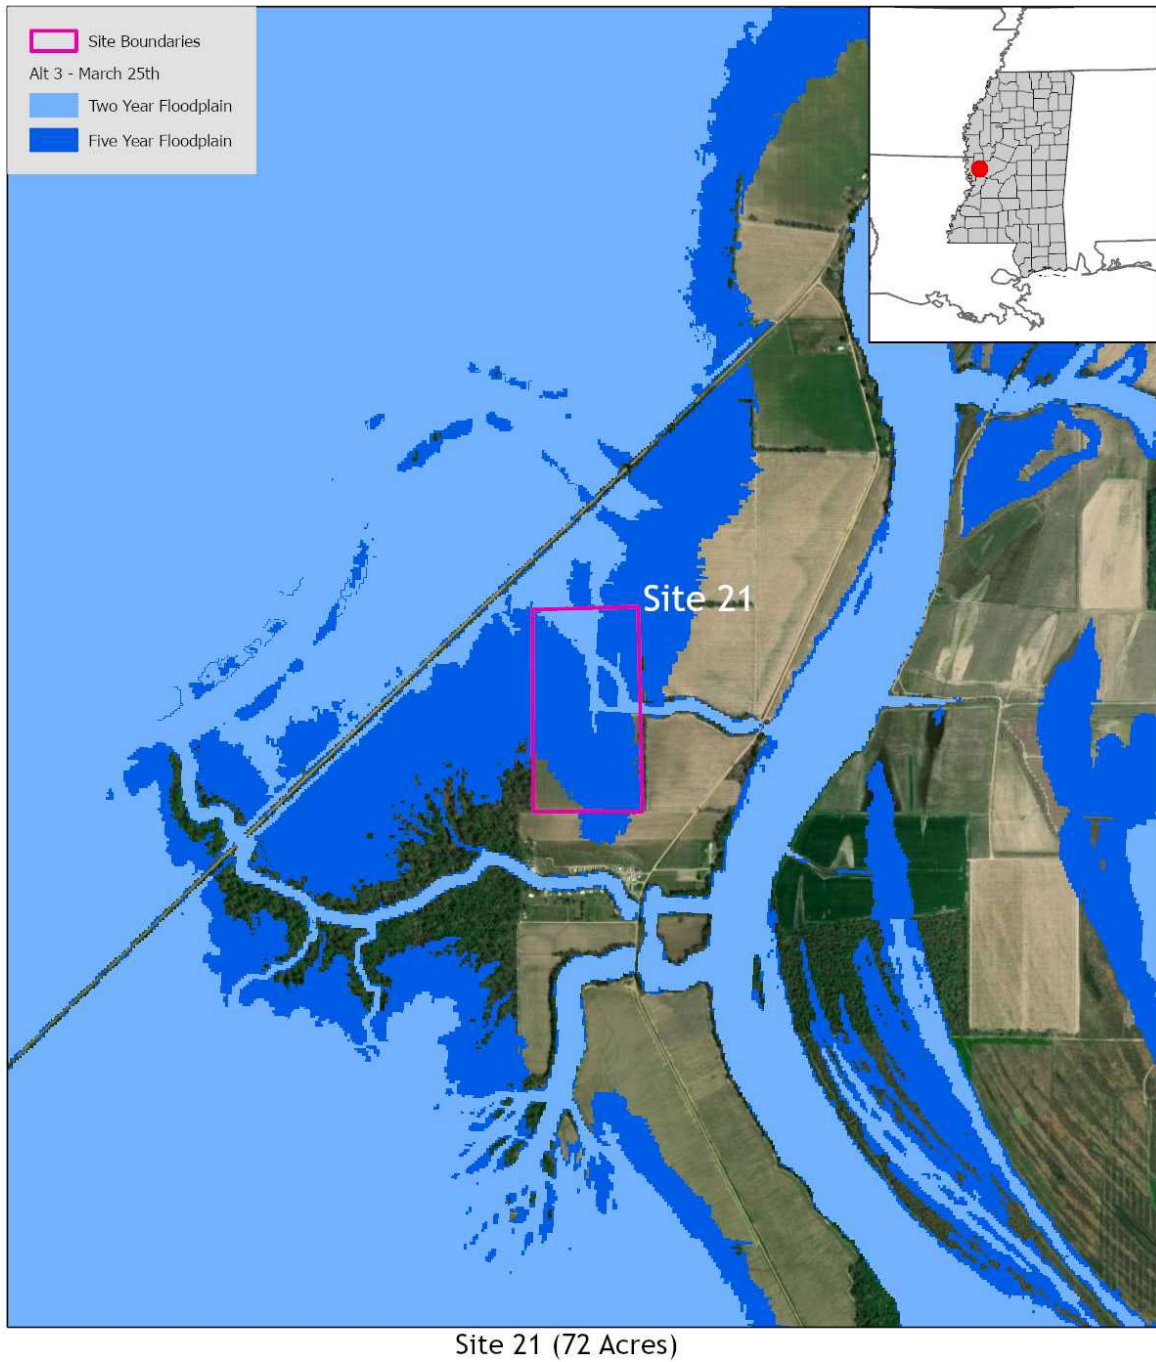 Site Boundaries
Alt 3 - March 25th
Two Year Floodplain
Five Year Floodplain
Site 21
Site 21 (72 Acres)